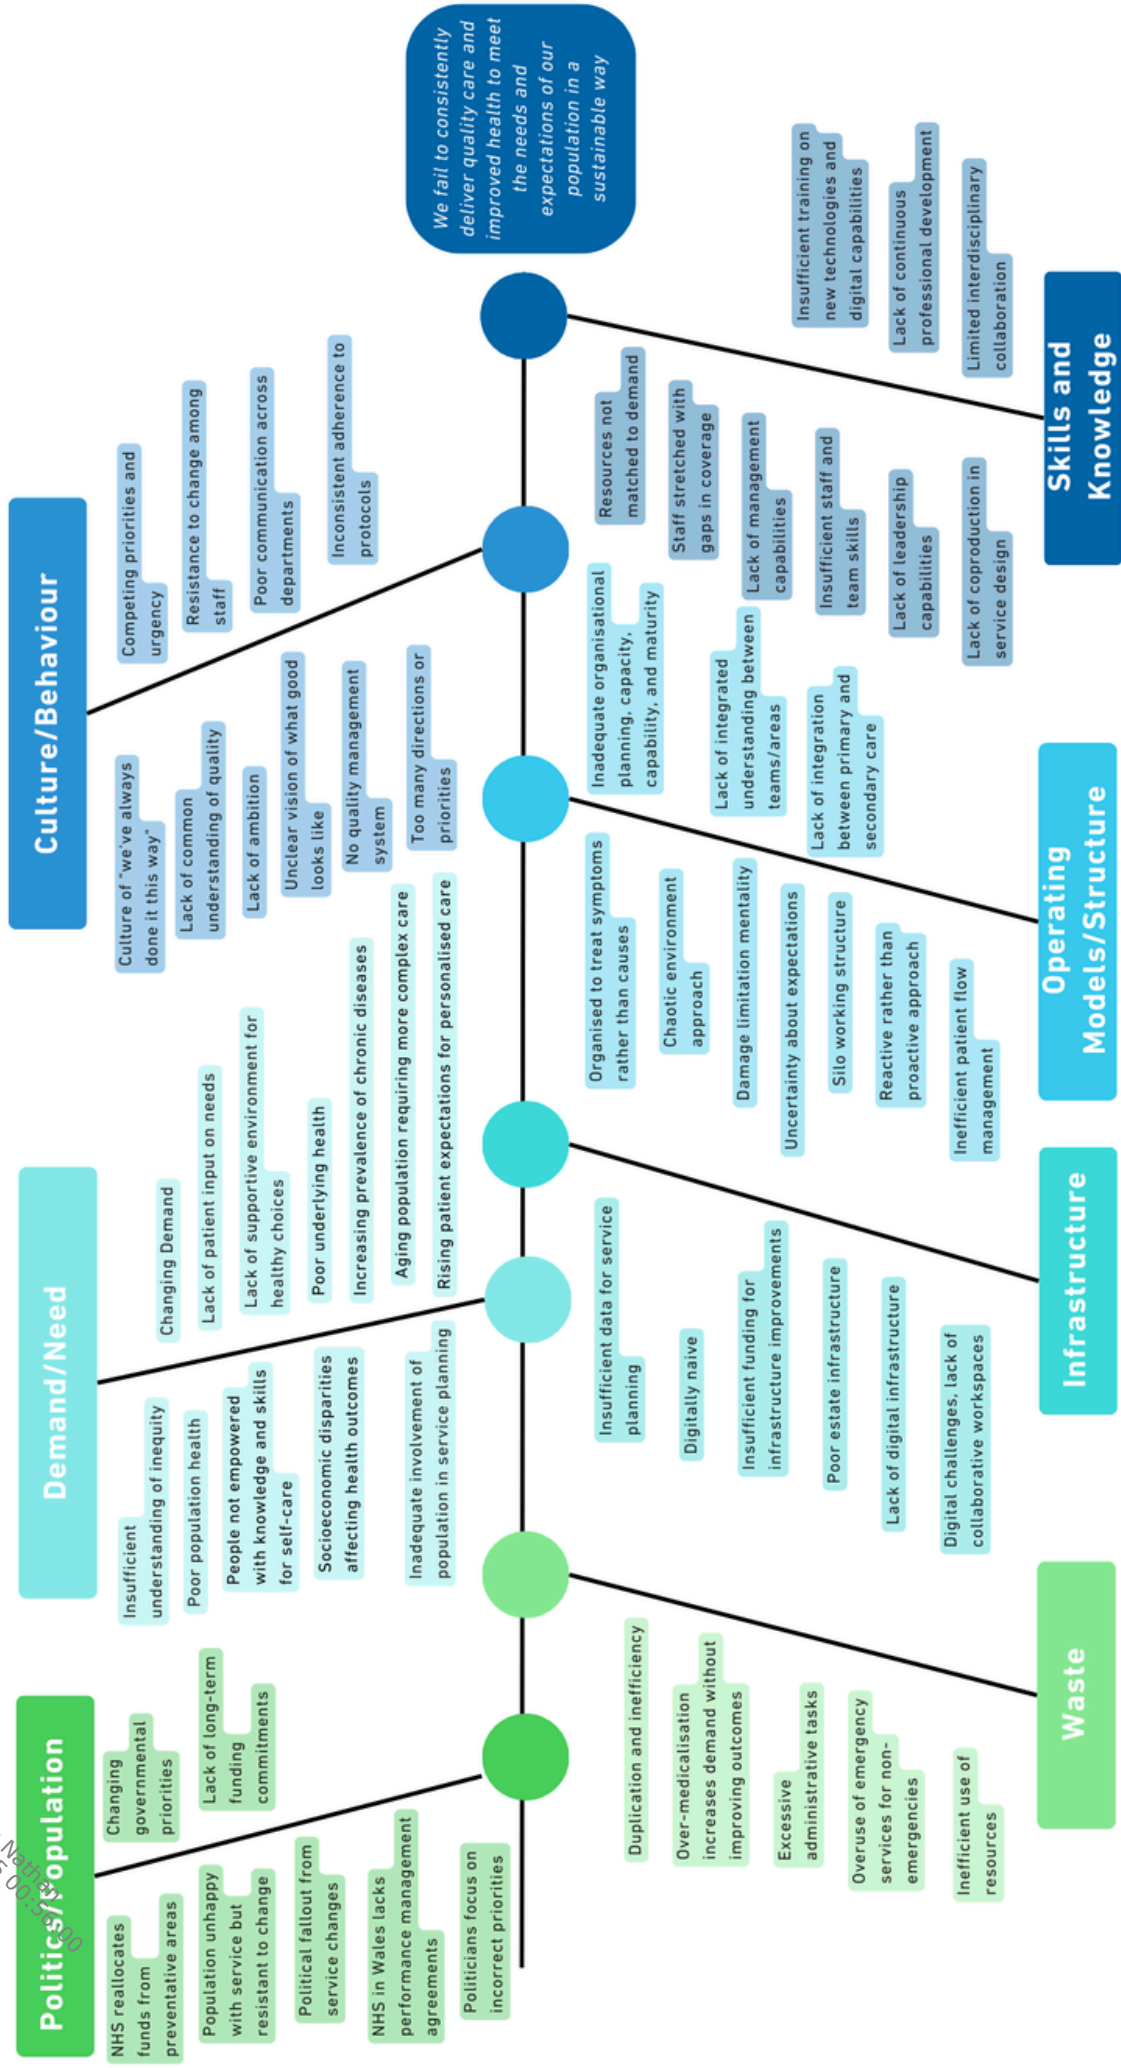 Politics/Population
NHS reallocates
funds from
preventative areas
Population unhappy
with service but
resistant to change
Political fallout from
service changes
NHS in Wales lacks
performance management
agreements
Politicians focus on
incorrect priorities
Changing
governmental
priorities
Lack of long-term
funding
commitments
Demand/Need
Insufficient
understanding of inequity
Poor population health
People not empowered
with knowledge and skills
for self-care
Socioeconomic disparities
affecting health outcomes
Inadequate involvement of
population in service planning
Changing Demand
Lack of patient input on needs
Lack of supportive environment for
healthy choices
Poor underlying health
Increasing prevalence of chronic diseases
Aging population requiring more complex care
Rising patient expectations for personalised care
Culture/Behaviour
Culture of "we've always
done it this way"
Lack of common
understanding of quality
Lack of ambition
Unclear vision of what good
looks like
No quality management
system
Too many directions or
priorities
Competing priorities and
urgency
Resistance to change among
staff
Poor communication across
departments
Inconsistent adherence to
protocols
We fail to consistently
deliver quality care and
improved health to meet
the needs and
expectations of our
population in a
sustainable way
Duplication and inefficiency
Over-medicalisation
increases demand without
improving outcomes
Excessive
administrative tasks
Overuse of emergency
services for non-
emergencies
Inefficient use of
resources
Waste
Insufficient data for service
planning
Digitally naive
Insufficient funding for
infrastructure improvements
Poor estate infrastructure
Lack of digital infrastructure
Digital challenges, lack of
collaborative workspaces
Infrastructure
Organised to treat symptoms
rather than causes
Chaotic environment
approach
Damage limitation mentality
Uncertainty about expectations
Silo working structure
Reactive rather than
proactive approach
Inefficient patient flow
management
Inadequate organisational
planning, capacity,
capability, and maturity
Lack of integrated
understanding between
teams/areas
Lack of integration
between primary and
secondary care
Operating
Models/Structure
Resources not
matched to demand
Staff stretched with
gaps in coverage
Lack of management
capabilities
Insufficient staff and
team skills
Lack of leadership
capabilities
Lack of coproduction in
service design
Insufficient training on
new technologies and
digital capabilities
Lack of continuous
professional development
Limited interdisciplinary
collaboration
Skills and
Knowledge
Nathan
00:56:00